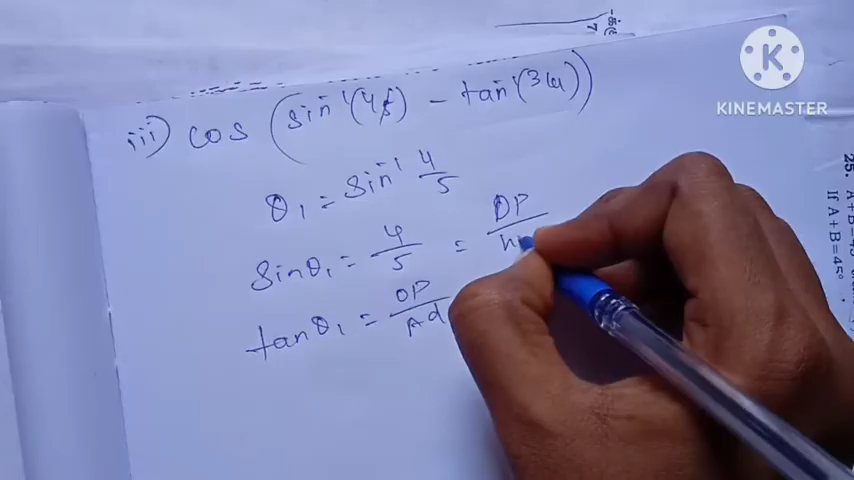 KINEMASTER
iii) cos (sin⁻¹(4/5) - tan⁻¹(3/4))
θ₁ = sin⁻¹ 4/5
sinθ₁ = 4/5 = OP/
tanθ₁ = OP/Ad
25. A+B=45
If A+B=45°